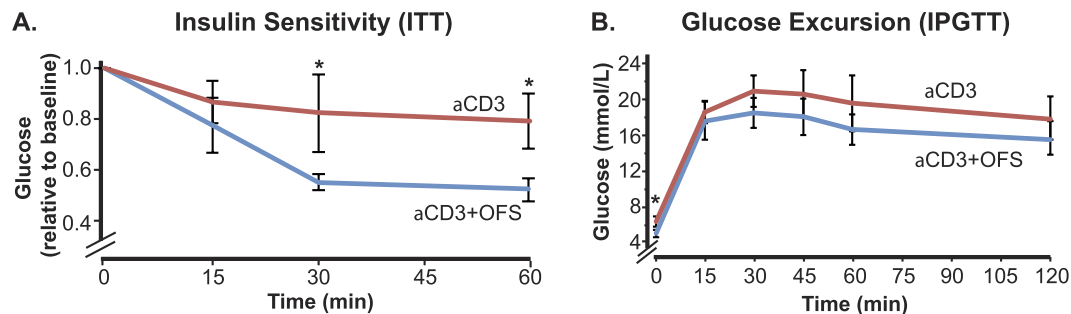 A. Insulin Sensitivity (ITT)
Glucose
(relative to baseline)
1.0
0.8
0.6
0.4
*
*
aCD3
aCD3+OFS
0 15 30 45 60
Time (min)
B. Glucose Excursion (IPGTT)
Glucose (mmol/L)
24
20
16
12
8
4
*
aCD3
aCD3+OFS
0 15 30 45 60 75 90 105 120
Time (min)